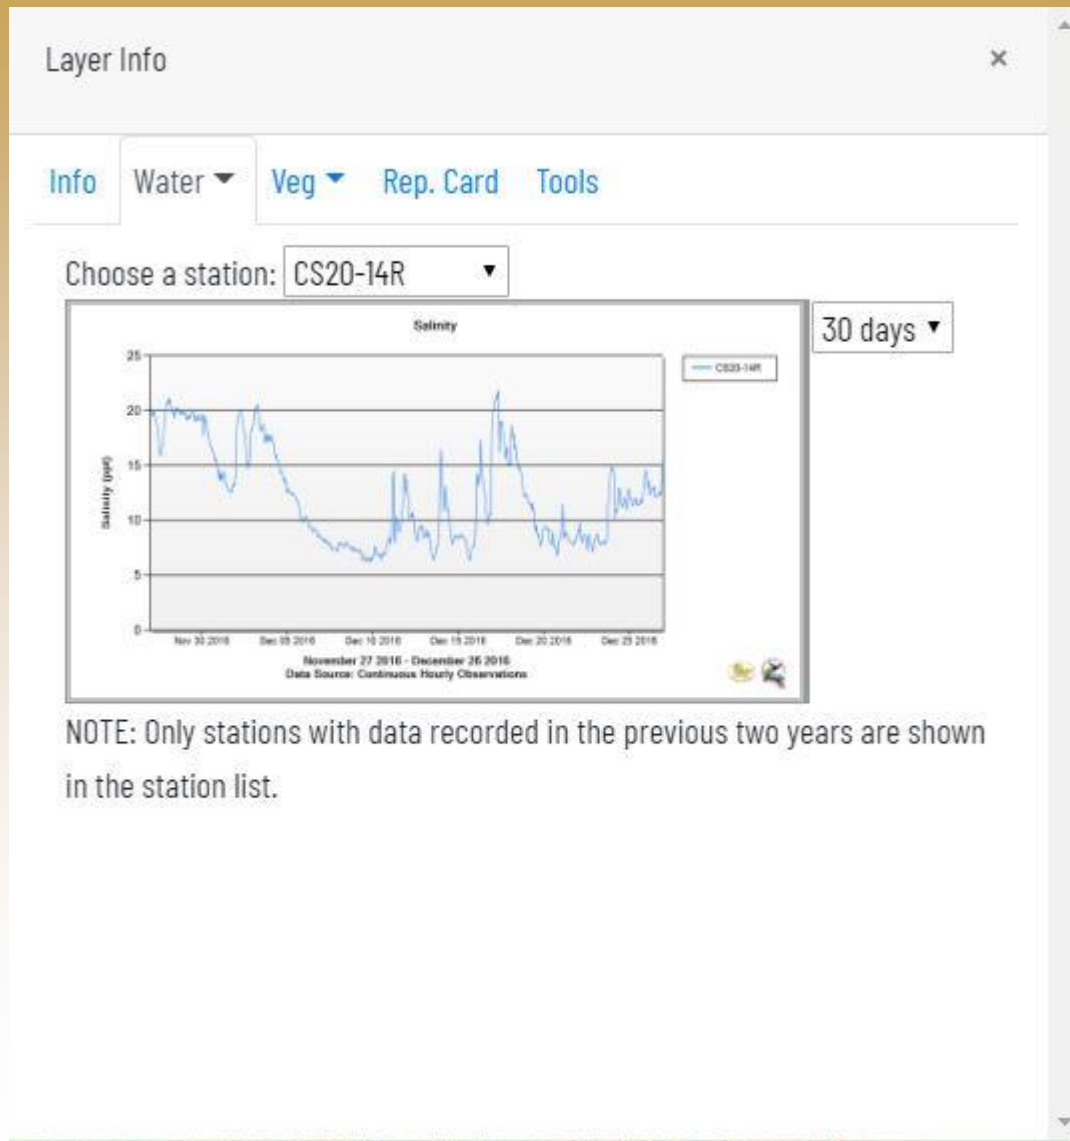 Layer Info ×
Info Water Veg Rep. Card Tools
Choose a station: CS20-14R
30 days
Salinity
CS20-14R
Salinity (ppt)
25
20
15
10
5
0
Nov 30 2016 Dec 05 2016 Dec 10 2016 Dec 15 2016 Dec 20 2016 Dec 25 2016
November 27 2016 - December 26 2016
Data Source: Continuous Hourly Observations
NOTE: Only stations with data recorded in the previous two years are shown
in the station list.